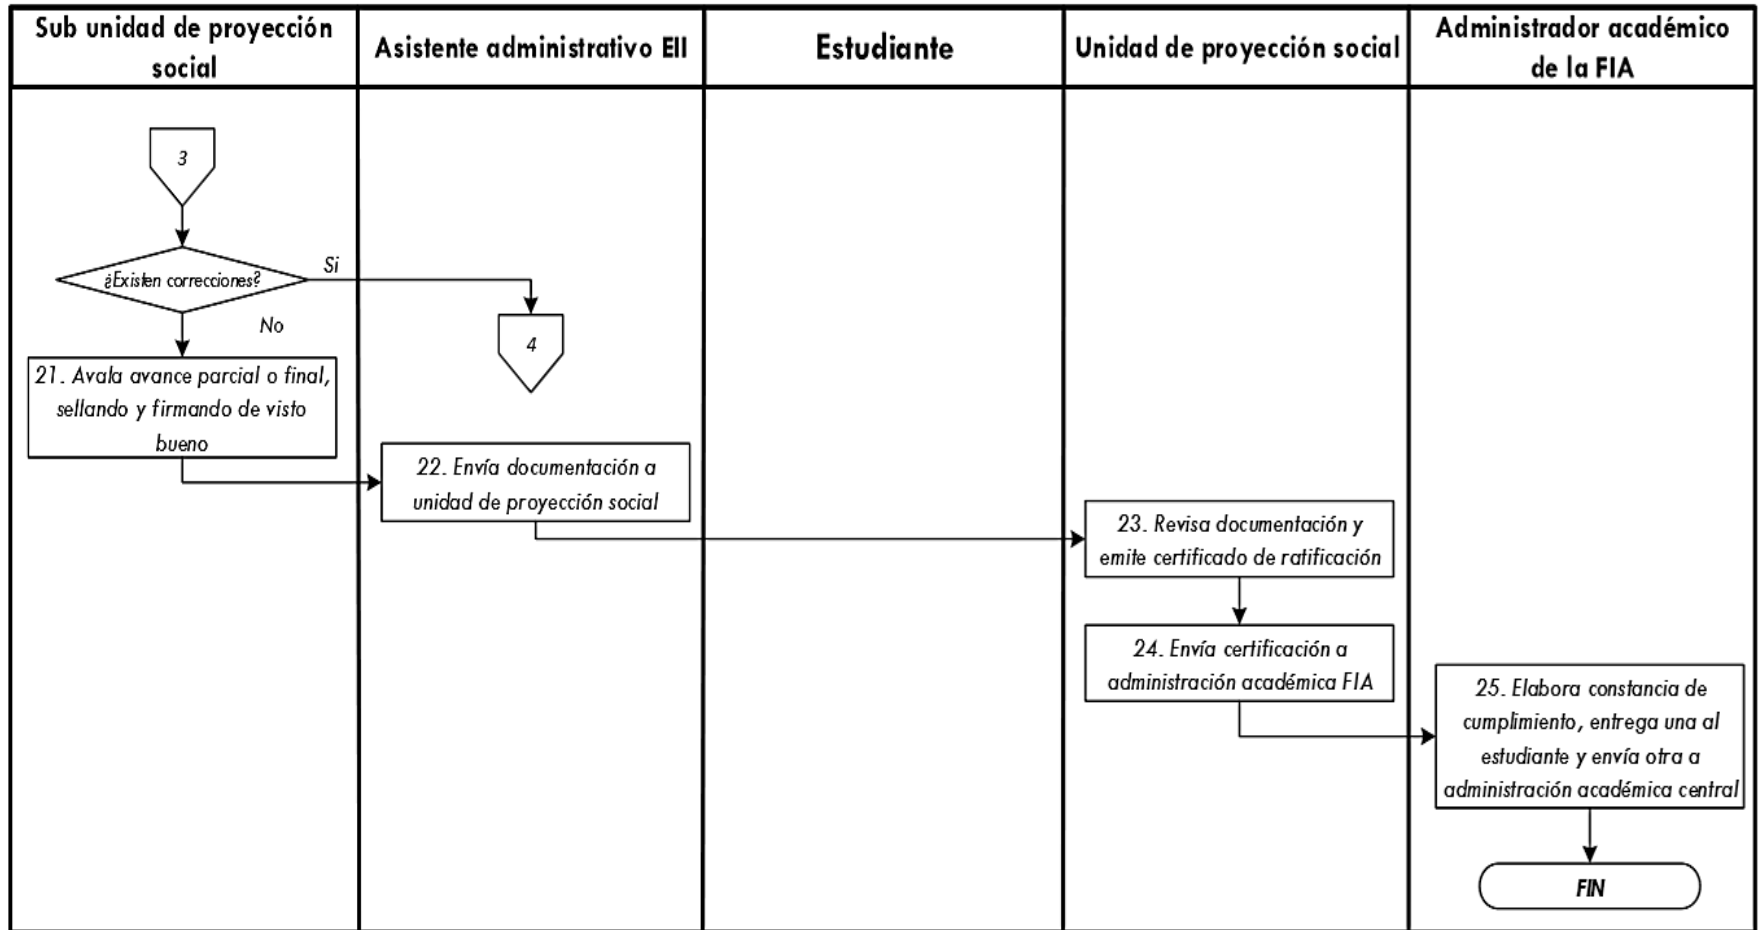 Sub unidad de proyección
social
Asistente administrativo EII
Estudiante
Unidad de proyección social
Administrador académico
de la FIA
3
¿Existen correcciones?
Si
No
4
21. Avala avance parcial o final,
sellando y firmando de visto
bueno
22. Envía documentación a
unidad de proyección social
23. Revisa documentación y
emite certificado de ratificación
24. Envía certificación a
administración académica FIA
25. Elabora constancia de
cumplimiento, entrega una al
estudiante y envía otra a
administración académica central
FIN